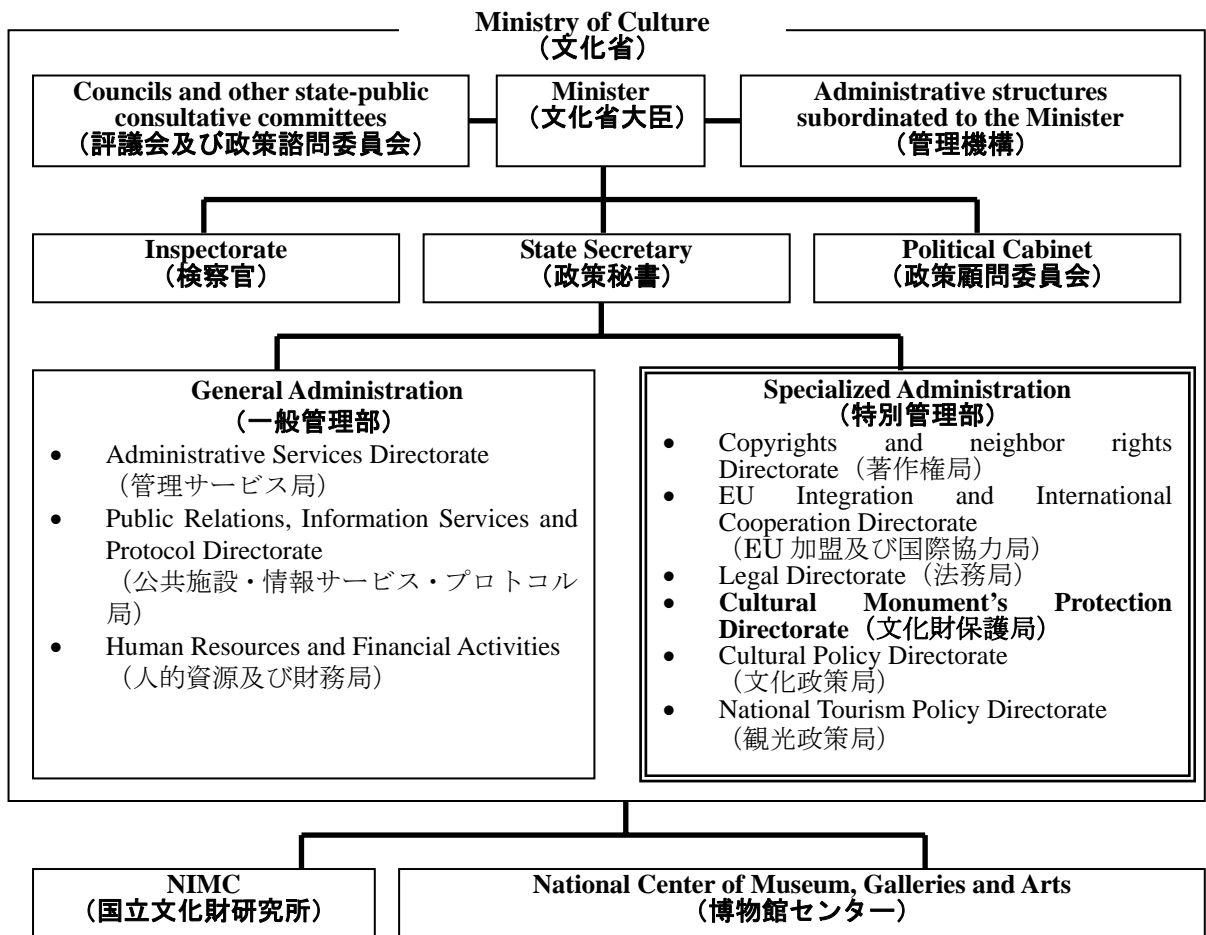 Ministry of Culture
（文化省）
Councils and other state-public
consultative committees
（評議会及び政策諮問委員会）
Minister
（文化省大臣）
Administrative structures
subordinated to the Minister
（管理機構）
Inspectorate
（検察官）
State Secretary
（政策秘書）
Political Cabinet
（政策顧問委員会）
General Administration
（一般管理部）
• Administrative Services Directorate
（管理サービス局）
• Public Relations, Information Services and
Protocol Directorate
（公共施設・情報サービス・プロトコル
局）
• Human Resources and Financial Activities
（人的資源及び財務局）
Specialized Administration
（特別管理部）
• Copyrights and neighbor rights
Directorate（著作権局）
• EU Integration and International
Cooperation Directorate
（EU 加盟及び国際協力局）
• Legal Directorate（法務局）
• Cultural Monument's Protection
Directorate（文化財保護局）
• Cultural Policy Directorate
（文化政策局）
• National Tourism Policy Directorate
（観光政策局）
NIMC
（国立文化財研究所）
National Center of Museum, Galleries and Arts
（博物館センター）